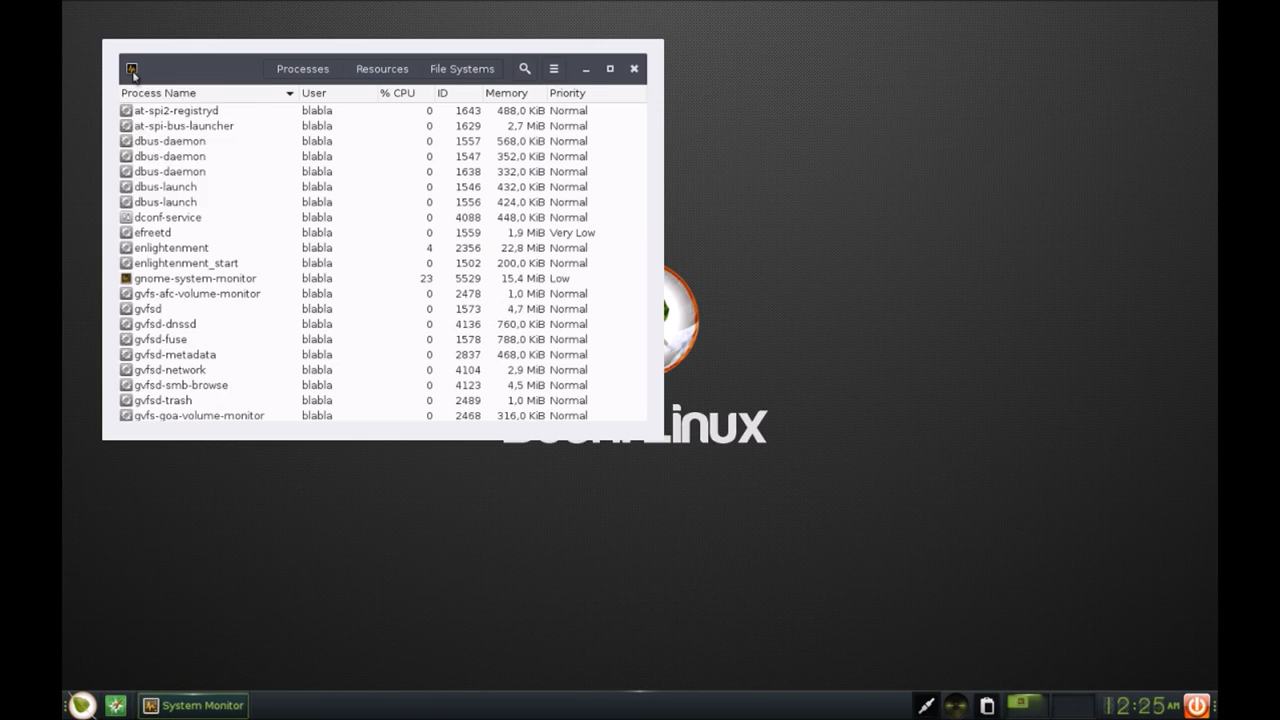 Processes Resources File Systems
Process Name User % CPU ID Memory Priority
at-spi2-registryd blabla 0 1643 488,0 KiB Normal
at-spi-bus-launcher blabla 0 1629 2,7 MiB Normal
dbus-daemon blabla 0 1557 568,0 KiB Normal
dbus-daemon blabla 0 1547 352,0 KiB Normal
dbus-daemon blabla 0 1638 332,0 KiB Normal
dbus-launch blabla 0 1546 432,0 KiB Normal
dbus-launch blabla 0 1556 424,0 KiB Normal
dconf-service blabla 0 4088 448,0 KiB Normal
efreetd blabla 0 1559 1,9 MiB Very Low
enlightenment blabla 4 2356 22,8 MiB Normal
enlightenment_start blabla 0 1502 200,0 KiB Normal
gnome-system-monitor blabla 23 5529 15,4 MiB Low
gvfs-afc-volume-monitor blabla 0 2478 1,0 MiB Normal
gvfsd blabla 0 1573 4,7 MiB Normal
gvfsd-dnssd blabla 0 4136 760,0 KiB Normal
gvfsd-fuse blabla 0 1578 788,0 KiB Normal
gvfsd-metadata blabla 0 2837 468,0 KiB Normal
gvfsd-network blabla 0 4104 2,9 MiB Normal
gvfsd-smb-browse blabla 0 4123 4,5 MiB Normal
gvfsd-trash blabla 0 2489 1,0 MiB Normal
gvfs-goa-volume-monitor blabla 0 2468 316,0 KiB Normal
Linux
System Monitor 12:25 AM